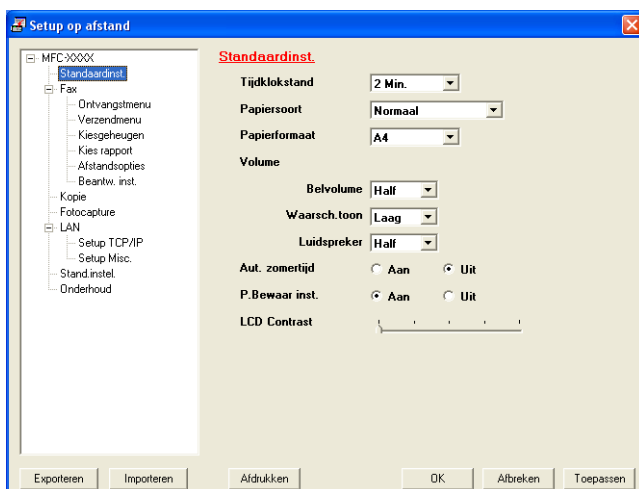 Setup op afstand
MFC-XXXX
Standaardinst.
Fax
Ontvangstmenu
Verzendmenu
Kiesgeheugen
Kies rapport
Afstandsopties
Beantw. inst.
Kopie
Fotocapture
LAN
Setup TCP/IP
Setup Misc.
Stand.instel.
Onderhoud
Standaardinst.
Tijdklokstand 2 Min.
Papiersoort Normaal
Papierformaat A4
Volume
Belvolume Half
Waarsch.toon Laag
Luidspreker Half
Aut. zomertijd Aan Uit
P.Bewaar inst. Aan Uit
LCD Contrast
Exporteren Importeren Afdrukken OK Afbreken Toepassen